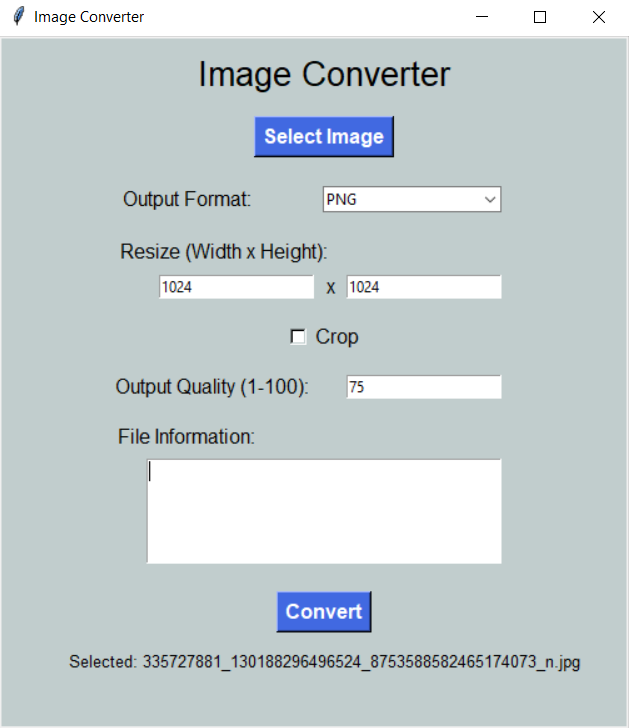 Image Converter
Image Converter
Select Image
Output Format: PNG
Resize (Width x Height):
1024 x 1024
Crop
Output Quality (1-100): 75
File Information:
Convert
Selected: 335727881_130188296496524_8753588582465174073_n.jpg